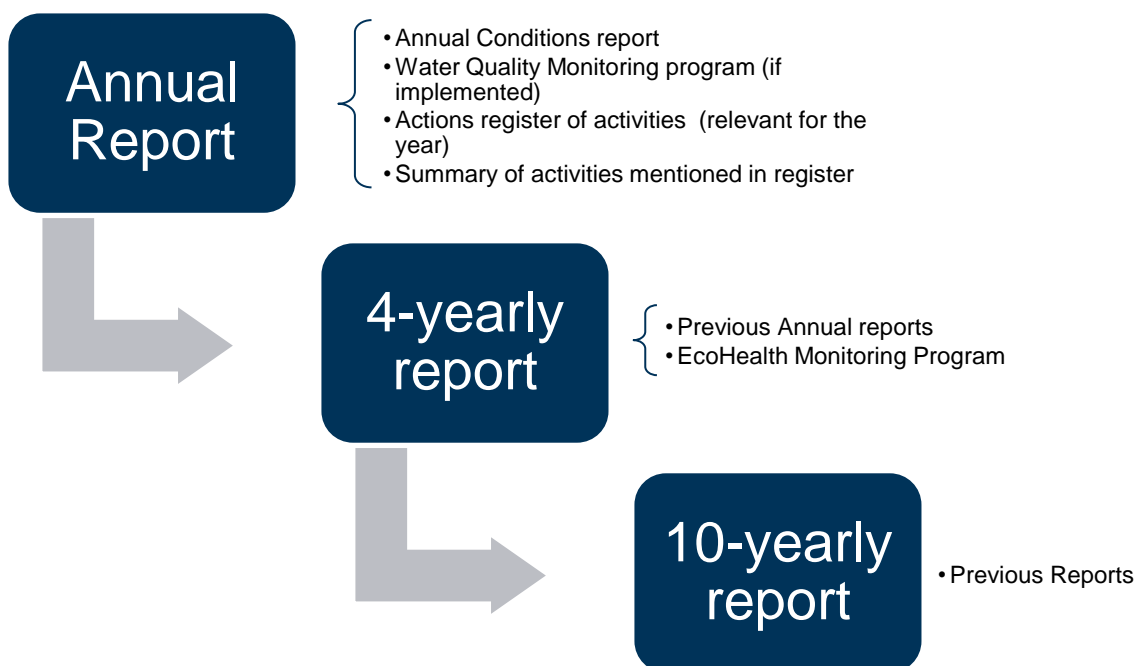 Annual
Report
• Annual Conditions report
• Water Quality Monitoring program (if
implemented)
• Actions register of activities  (relevant for the
year)
• Summary of activities mentioned in register
4-yearly
report
• Previous Annual reports
• EcoHealth Monitoring Program
10-yearly
report
• Previous Reports